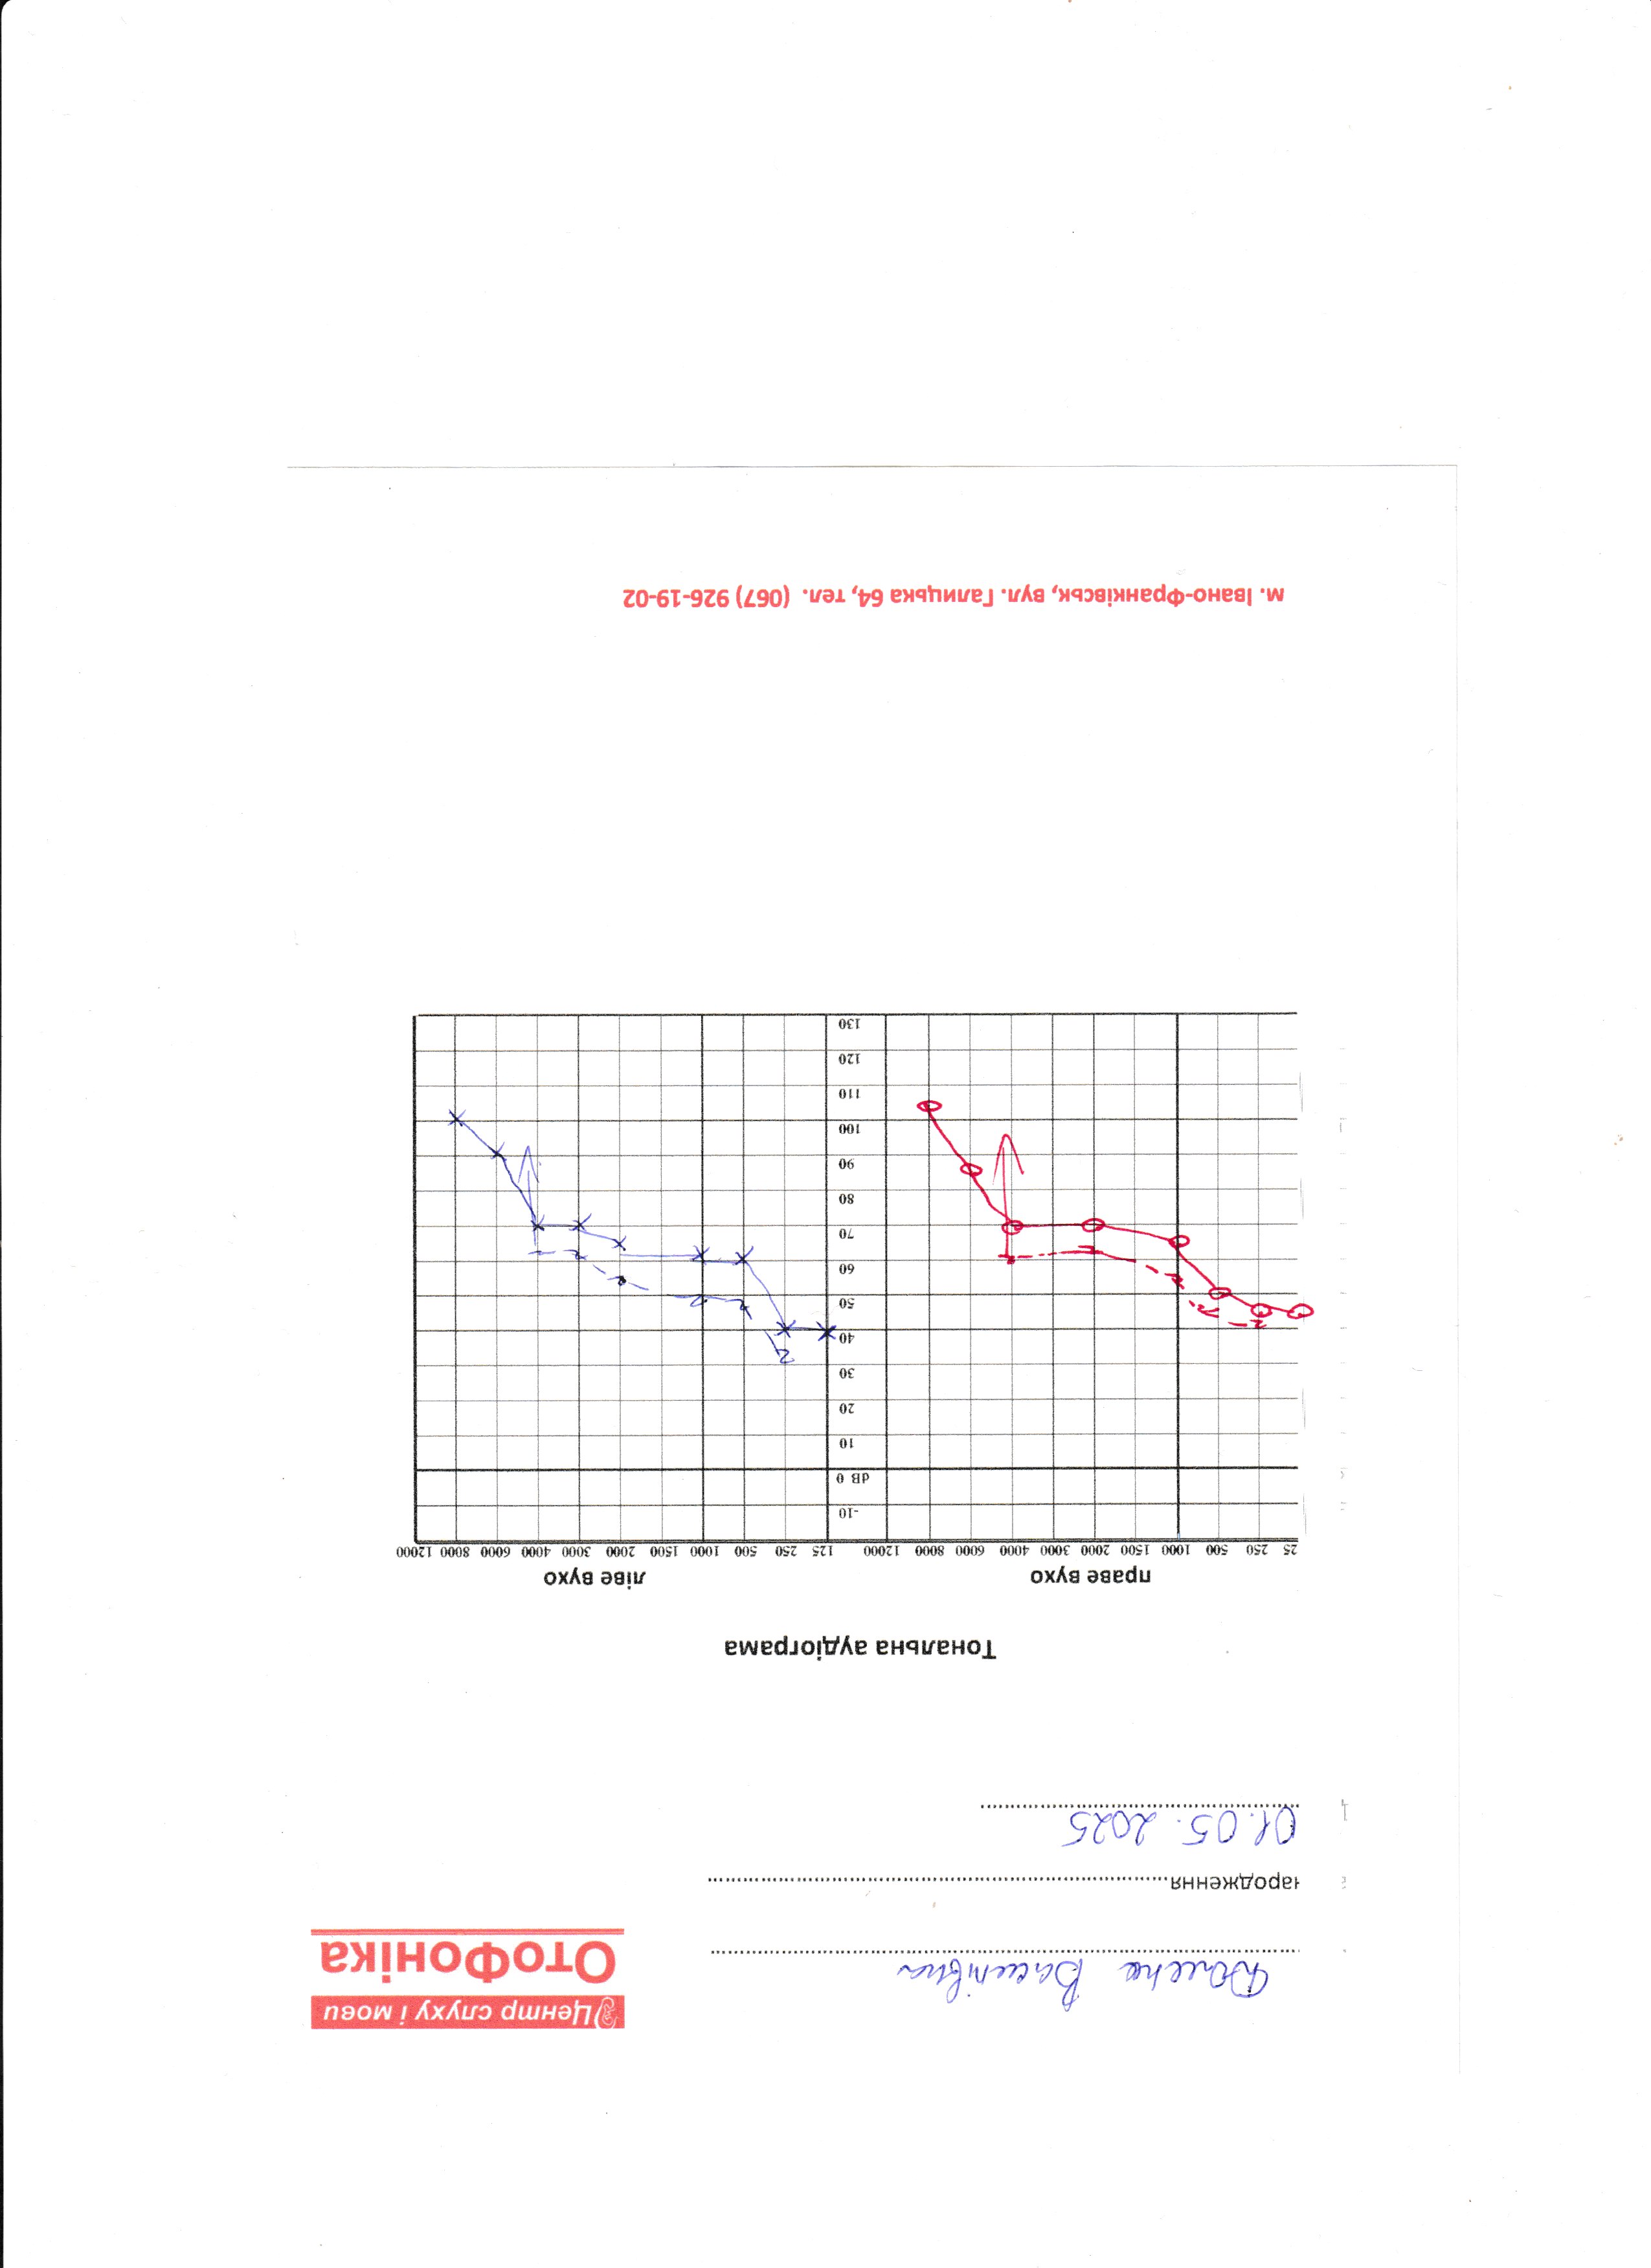 Центр слуху і мови
ОтоФоніка
Василівна
народження
01.05.2025
Тональна аудіограма
праве вухо ліве вухо
25 250 500 1000 1500 2000 3000 4000 6000 8000 12000 125 250 500 1000 1500 2000 3000 4000 6000 8000 12000
-10
dB 0
10
20
30
40
50
60
70
80
90
100
110
120
130
м. Івано-Франківськ, вул. Галицька 64, тел. (067) 926-19-02